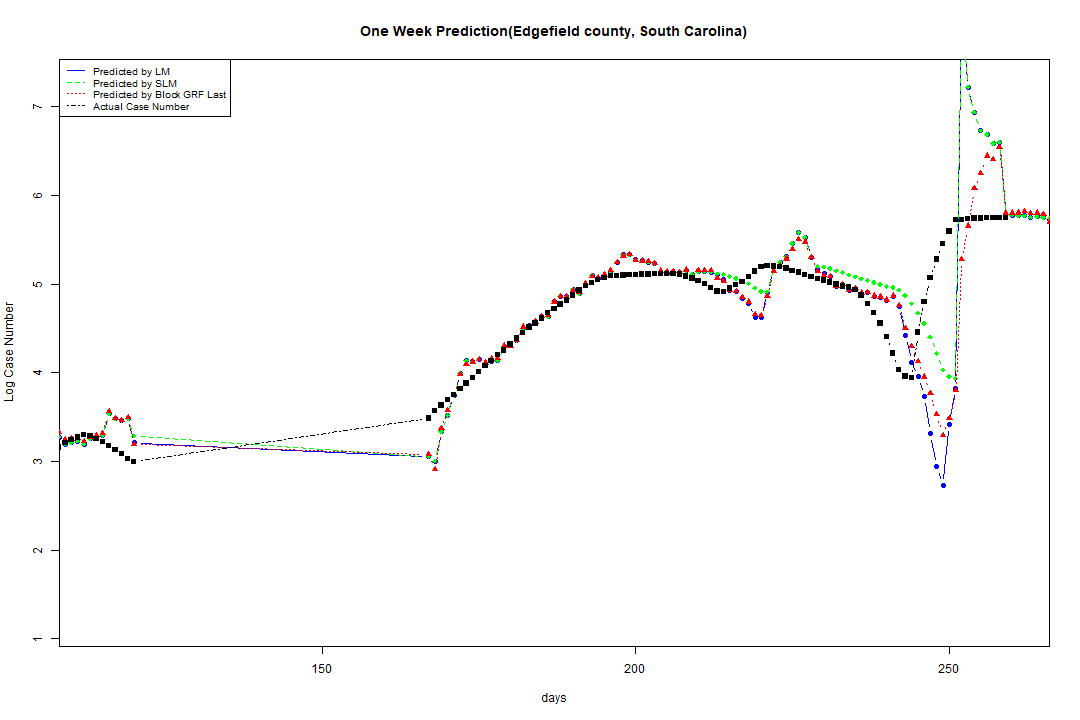 One Week Prediction(Edgefield county, South Carolina)
Predicted by LM
Predicted by SLM
Predicted by Block GRF Last
Actual Case Number
7
6
5
4
3
2
1
Log Case Number
150
200
250
days